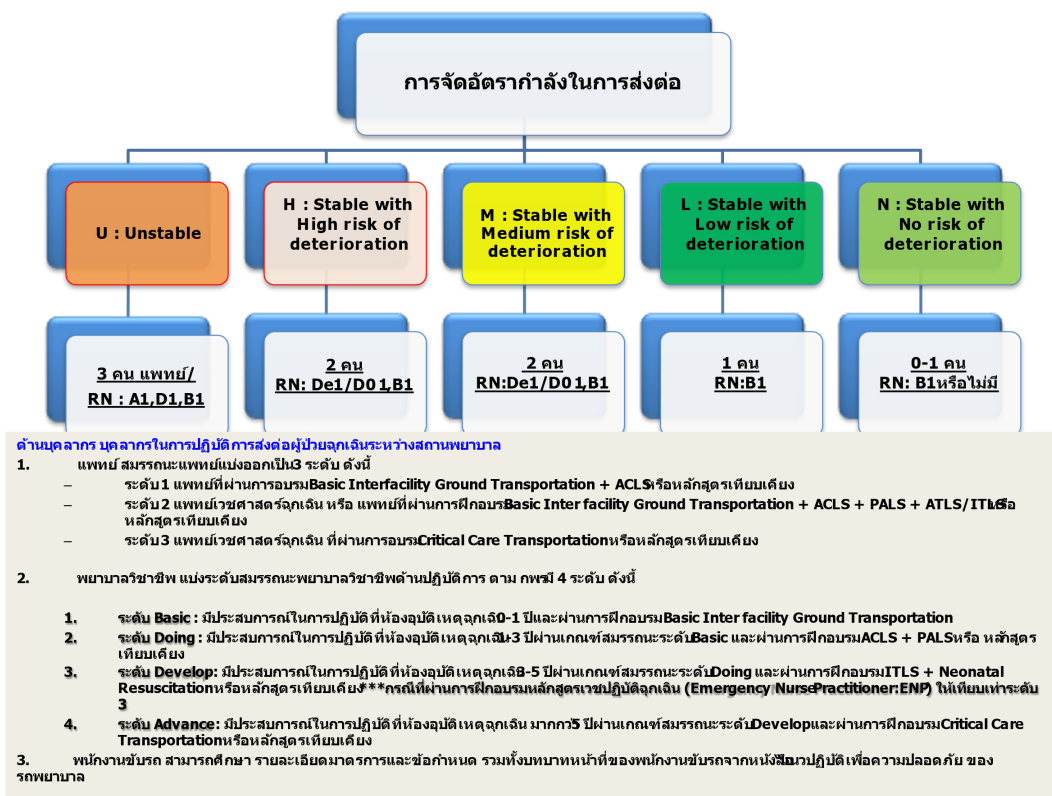 การจัดอัตรากำลังในการส่งต่อ
U : Unstable
H : Stable with
High risk of
deterioration
M : Stable with
Medium risk of
deterioration
L : Stable with
Low risk of
deterioration
N : Stable with
No risk of
deterioration
3 คน แพทย์/
RN : A1,D1,B1
2 คน
RN: De1/D0 1,B1
2 คน
RN:De1/D0 1,B1
1 คน
RN:B1
0-1 คน
RN: B1หรือไม่มี
ด้านบุคลากร บุคลากรในการปฏิบัติการส่งต่อผู้ป่วยฉุกเฉินระหว่างสถานพยาบาล
1. แพทย์ สมรรถนะแพทย์แบ่งออกเป็น3 ระดับ ดังนี้
– ระดับ1 แพทย์ที่ผ่านการอบรมBasic Interfacility Ground Transportation + ACLSหรือหลักสูตรเทียบเคียง
– ระดับ2 แพทย์เวชศาสตร์ฉุกเฉิน หรือ แพทย์ที่ผ่านการฝึกอบรมBasic Inter facility Ground Transportation + ACLS + PALS + ATLS/ITLSหรือ
หลักสูตรเทียบเคียง
– ระดับ3 แพทย์เวชศาสตร์ฉุกเฉิน ที่ผ่านการอบรมCritical Care Transportationหรือหลักสูตรเทียบเคียง
2. พยาบาลวิชาชีพ แบ่งระดับสมรรถนะพยาบาลวิชาชีพด้านปฏิบัติการ ตาม กพรมี 4 ระดับ ดังนี้
1. ระดับ Basic : มีประสบการณ์ในการปฏิบัติที่ห้องอุบัติเหตุฉุกเฉิน0-1 ปีและผ่านการฝึกอบรมBasic Inter facility Ground Transportation
2. ระดับ Doing : มีประสบการณ์ในการปฏิบัติที่ห้องอุบัติเหตุฉุกเฉิน1-3 ปีผ่านเกณฑ์สมรรถนะระดับBasic และผ่านการฝึกอบรมACLS + PALSหรือ หลักสูตร
เทียบเคียง
3. ระดับ Develop: มีประสบการณ์ในการปฏิบัติที่ห้องอุบัติเหตุฉุกเฉิน3-5 ปีผ่านเกณฑ์สมรรถนะระดับDoing และผ่านการฝึกอบรมITLS + Neonatal
Resuscitationหรือหลักสูตรเทียบเคียง***กรณีที่ผ่านการฝึกอบรมหลักสูตรเวชปฏิบัติฉุกเฉิน (Emergency NursePractitioner:ENP) ให้เทียบเท่าระดับ
3
4. ระดับ Advance: มีประสบการณ์ในการปฏิบัติที่ห้องอุบัติเหตุฉุกเฉิน มากกว่า5 ปีผ่านเกณฑ์สมรรถนะระดับDevelopและผ่านการฝึกอบรมCritical Care
Transportationหรือหลักสูตรเทียบเคียง
3. พนักงานขับรถ สามารถศึกษา รายละเอียดมาตรการและข้อกำหนด รวมทั้งบทบาทหน้าที่ของพนักงานขับรถจากหนังสือแนวปฏิบัติเพื่อความปลอดภัย ของ
รถพยาบาล